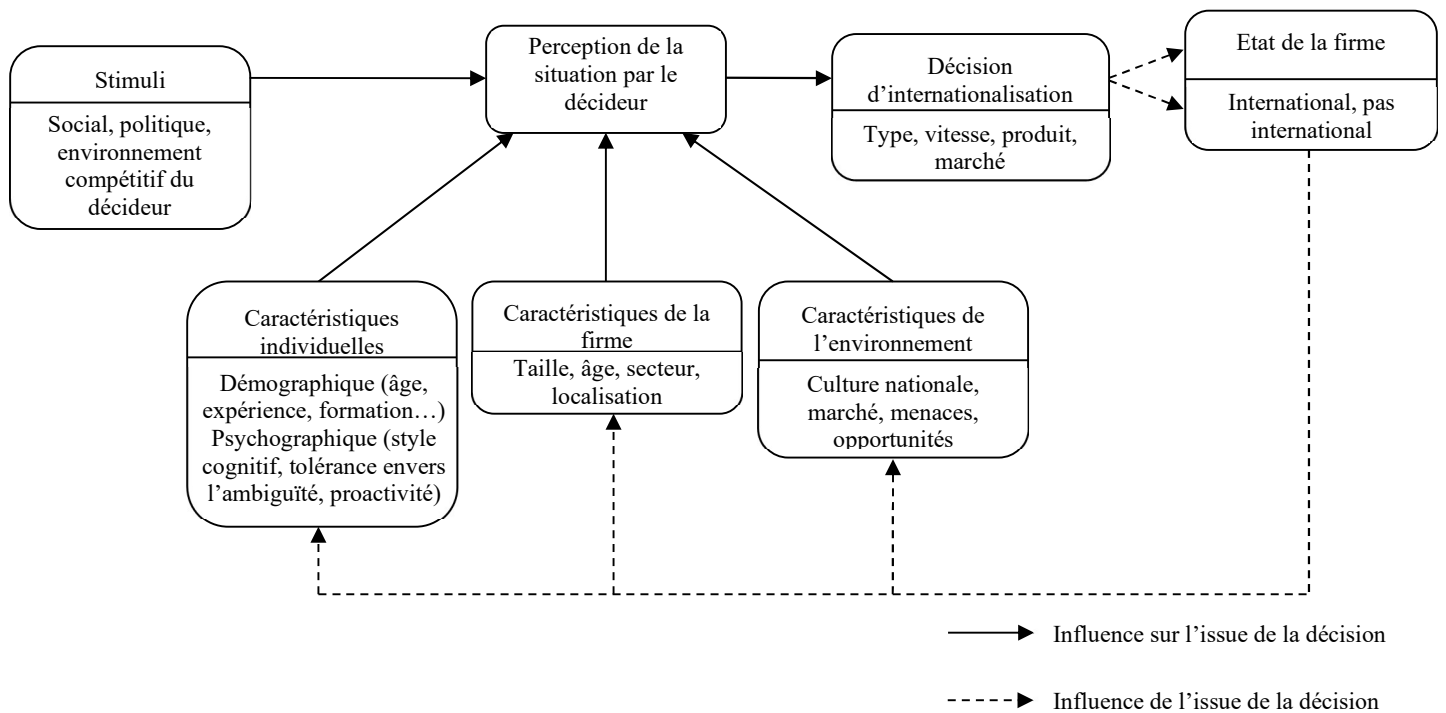 Stimuli
Social, politique,
environnement
compétitif du
décideur
Perception de la
situation par le
décideur
Décision
d’internationalisation
Type, vitesse, produit,
marché
Etat de la firme
International, pas
international
Caractéristiques
individuelles
Démographique (âge,
expérience, formation…)
Psychographique (style
cognitif, tolérance envers
l’ambiguïté, proactivité)
Caractéristiques de la
firme
Taille, âge, secteur,
localisation
Caractéristiques de
l’environnement
Culture nationale,
marché, menaces,
opportunités
Influence sur l’issue de la décision
Influence de l’issue de la décision